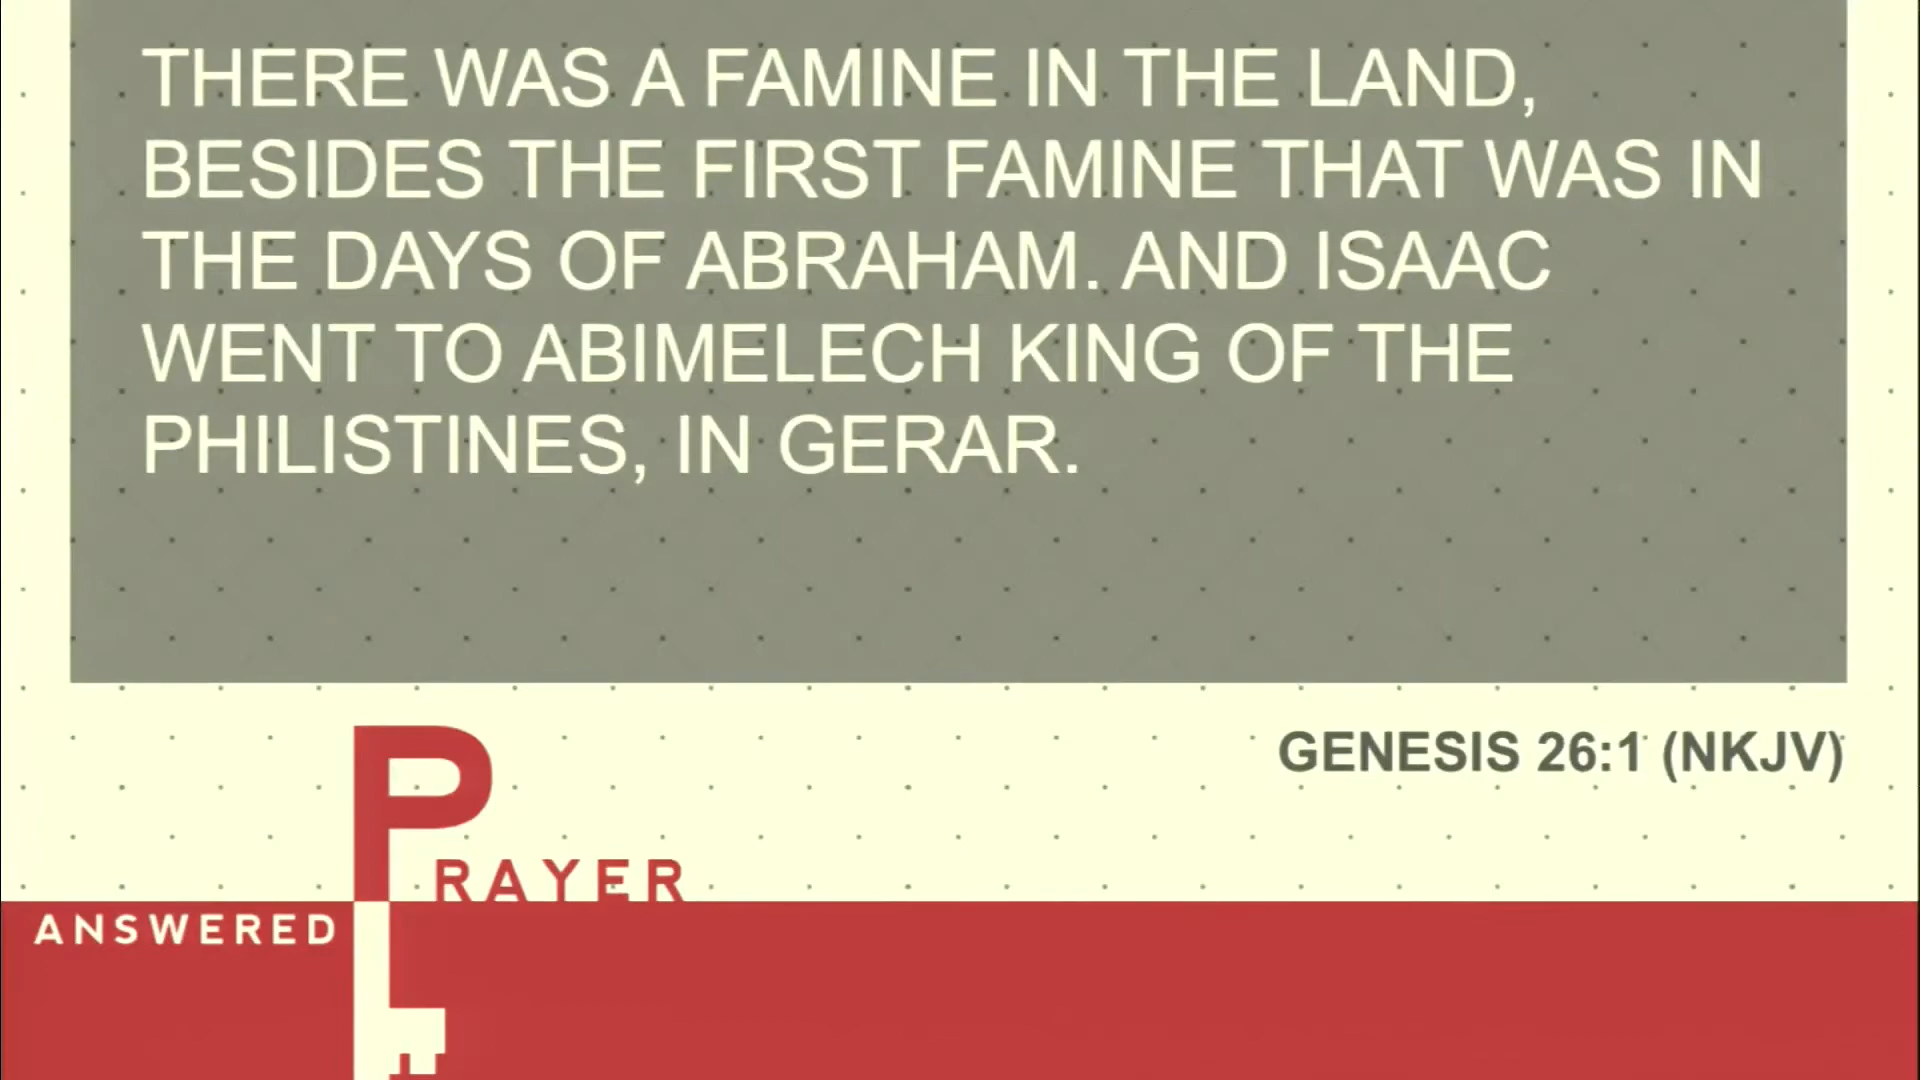 THERE WAS A FAMINE IN THE LAND,
BESIDES THE FIRST FAMINE THAT WAS IN
THE DAYS OF ABRAHAM. AND ISAAC
WENT TO ABIMELECH KING OF THE
PHILISTINES, IN GERAR.
GENESIS 26:1 (NKJV)
PRAYER
ANSWERED